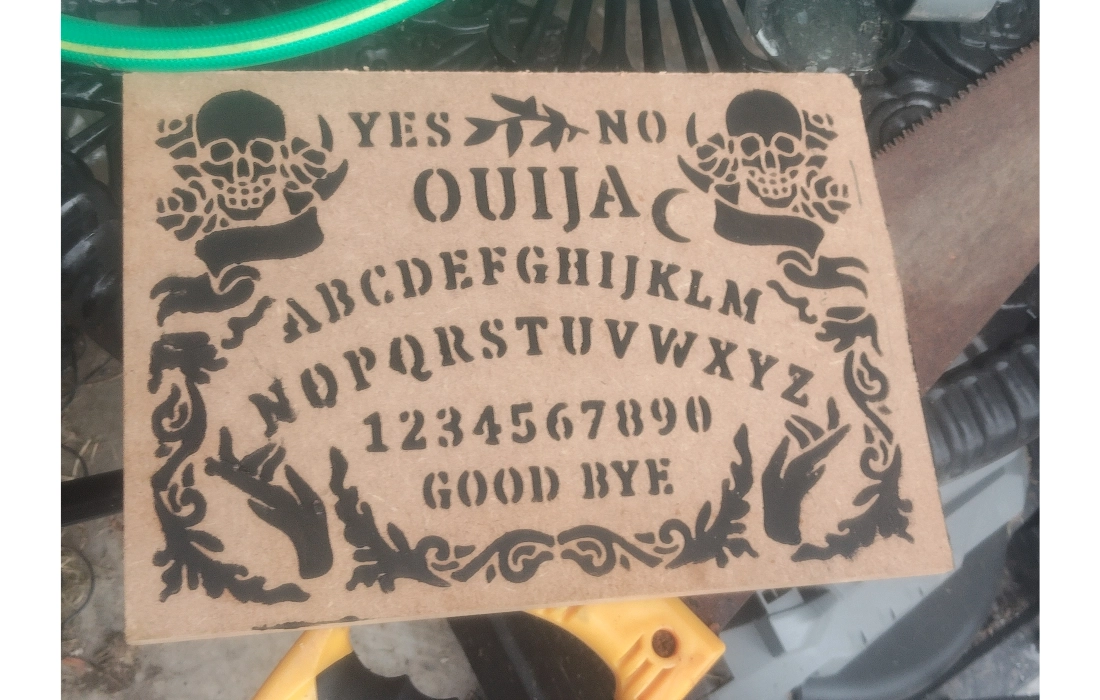 YES NO
OUIJA
ABCDEFGHIJKLM
NOPQRSTUVWXYZ
1234567890
GOOD BYE